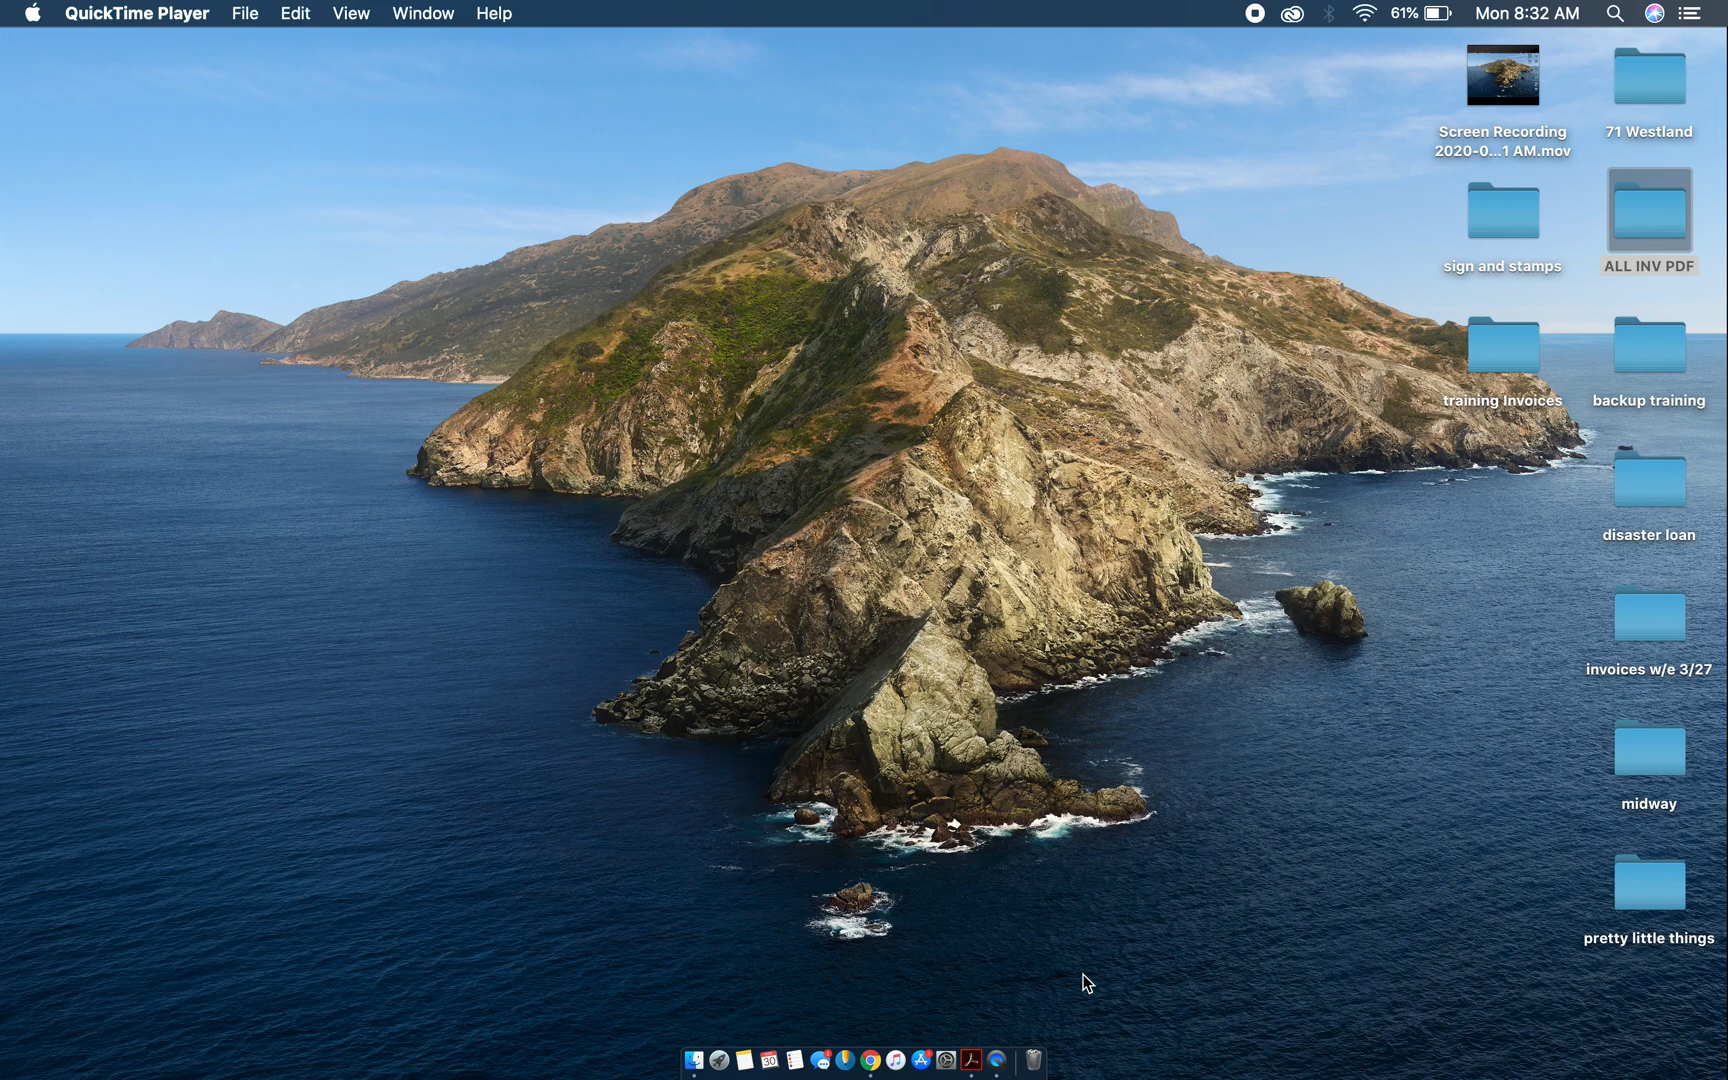 QuickTime Player File Edit View Window Help 61% Mon 8:32 AM
Screen Recording
2020-0...1 AM.mov
71 Westland
sign and stamps
ALL INV PDF
training Invoices
backup training
disaster loan
invoices w/e 3/27
midway
pretty little things
30